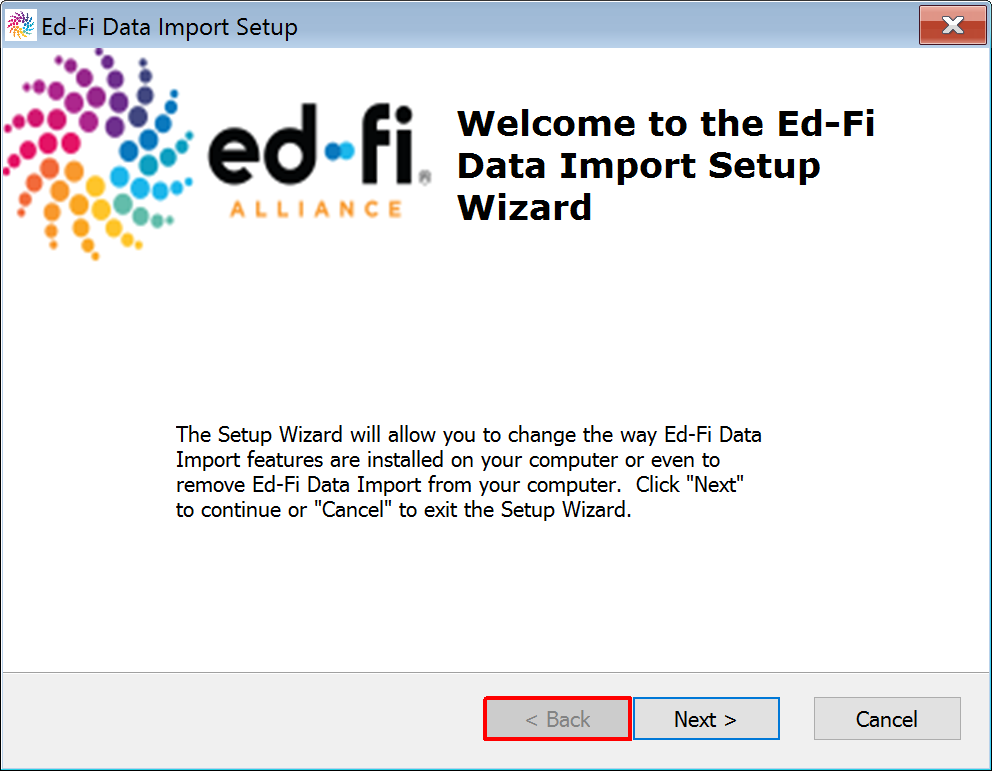 Ed-Fi Data Import Setup
ed-fi®
ALLIANCE
Welcome to the Ed-Fi
Data Import Setup
Wizard
The Setup Wizard will allow you to change the way Ed-Fi Data
Import features are installed on your computer or even to
remove Ed-Fi Data Import from your computer.  Click "Next"
to continue or "Cancel" to exit the Setup Wizard.
< Back
Next >
Cancel